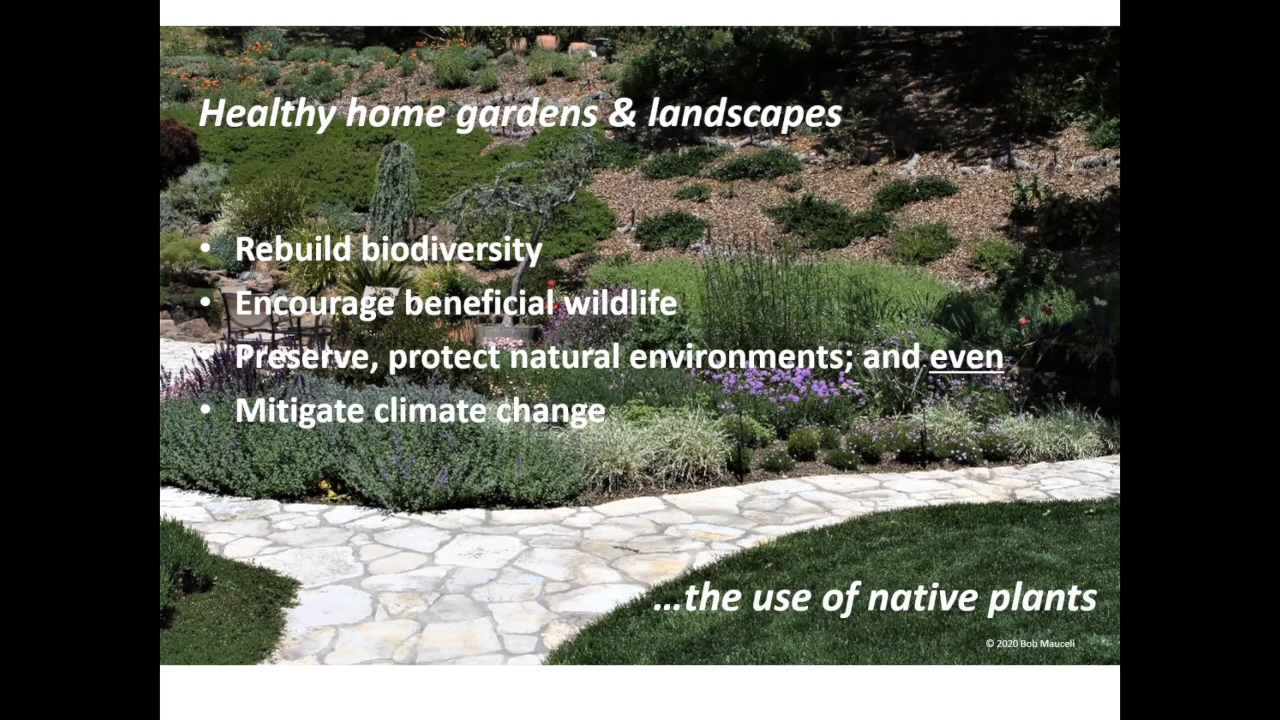 Healthy home gardens & landscapes
• Rebuild biodiversity
• Encourage beneficial wildlife
• Preserve, protect natural environments; and even
• Mitigate climate change
…the use of native plants
© 2020 Bob Mauceli